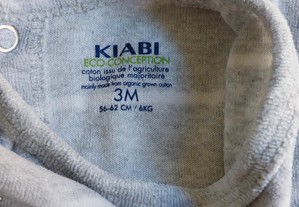 KIABI
ECO CONCEPTION
coton issu de l'agriculture
biologique majoritaire
mainly made from organic grown cotton
3M
56-62 CM / 6KG